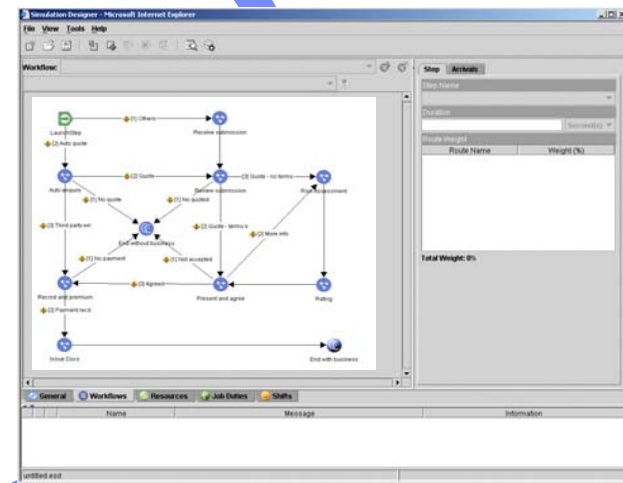 Simulation Designer - Microsoft Internet Explorer
File View Tools Help
Workflow:
Step Arrivals
Step Name
Duration
Second(s)
Route Weight
Route Name Weight (%)
Total Weight: 0%
LaunchStep
[1] Others
Receive submission
[2] Auto quote
Auto enquire
[2] Quote
Review submission
[3] Quote - no terms
Risk Assessment
[1] No quote
[1] No quoted
[3] Third party wri
End without business
[2] Quote - terms is
[2] More info
[1] No payment
[1] Not accepted
Record and premium
[3] Agreed
Present and agree
Rating
[2] Payment recd
Issue Docs
End with business
General Workflows Resources Job Duties Shifts
Name Message Information
untitled.esd